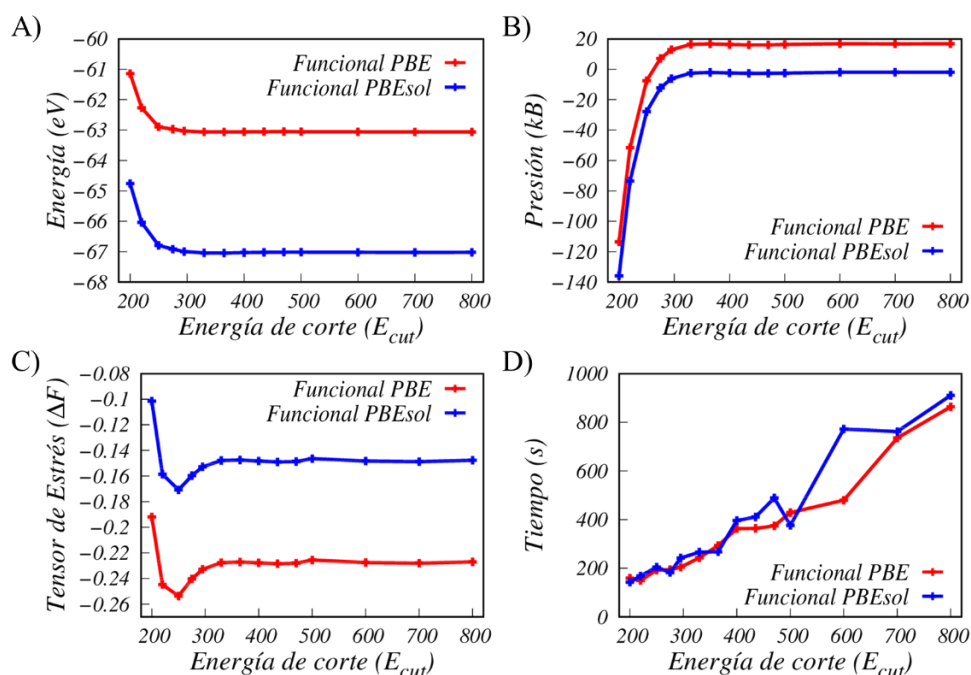 A)
−60
−61
−62
−63
−64
−65
−66
−67
−68
Energía (eV)
Funcional PBE
Funcional PBEsol
200 300 400 500 600 700 800
Energía de corte (E_cut)
B)
20
0
−20
−40
−60
−80
−100
−120
−140
Presión (kB)
Funcional PBE
Funcional PBEsol
200 300 400 500 600 700 800
Energía de corte (E_cut)
C)
−0.08
−0.1
−0.12
−0.14
−0.16
−0.18
−0.2
−0.22
−0.24
−0.26
Tensor de Estrés (ΔF)
Funcional PBE
Funcional PBEsol
200 300 400 500 600 700 800
Energía de corte (E_cut)
D)
1000
800
600
400
200
0
Tiempo (s)
Funcional PBE
Funcional PBEsol
200 300 400 500 600 700 800
Energía de corte (E_cut)